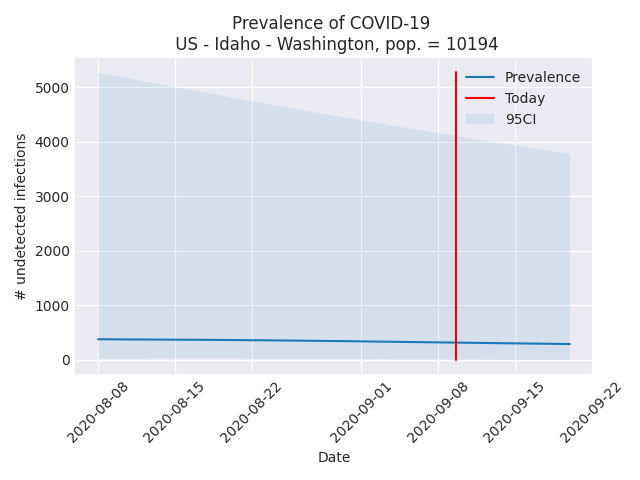 Prevalence of COVID-19
US - Idaho - Washington, pop. = 10194
Prevalence
Today
95CI
# undetected infections
5000
4000
3000
2000
1000
0
2020-08-08
2020-08-15
2020-08-22
2020-09-01
2020-09-08
2020-09-15
2020-09-22
Date